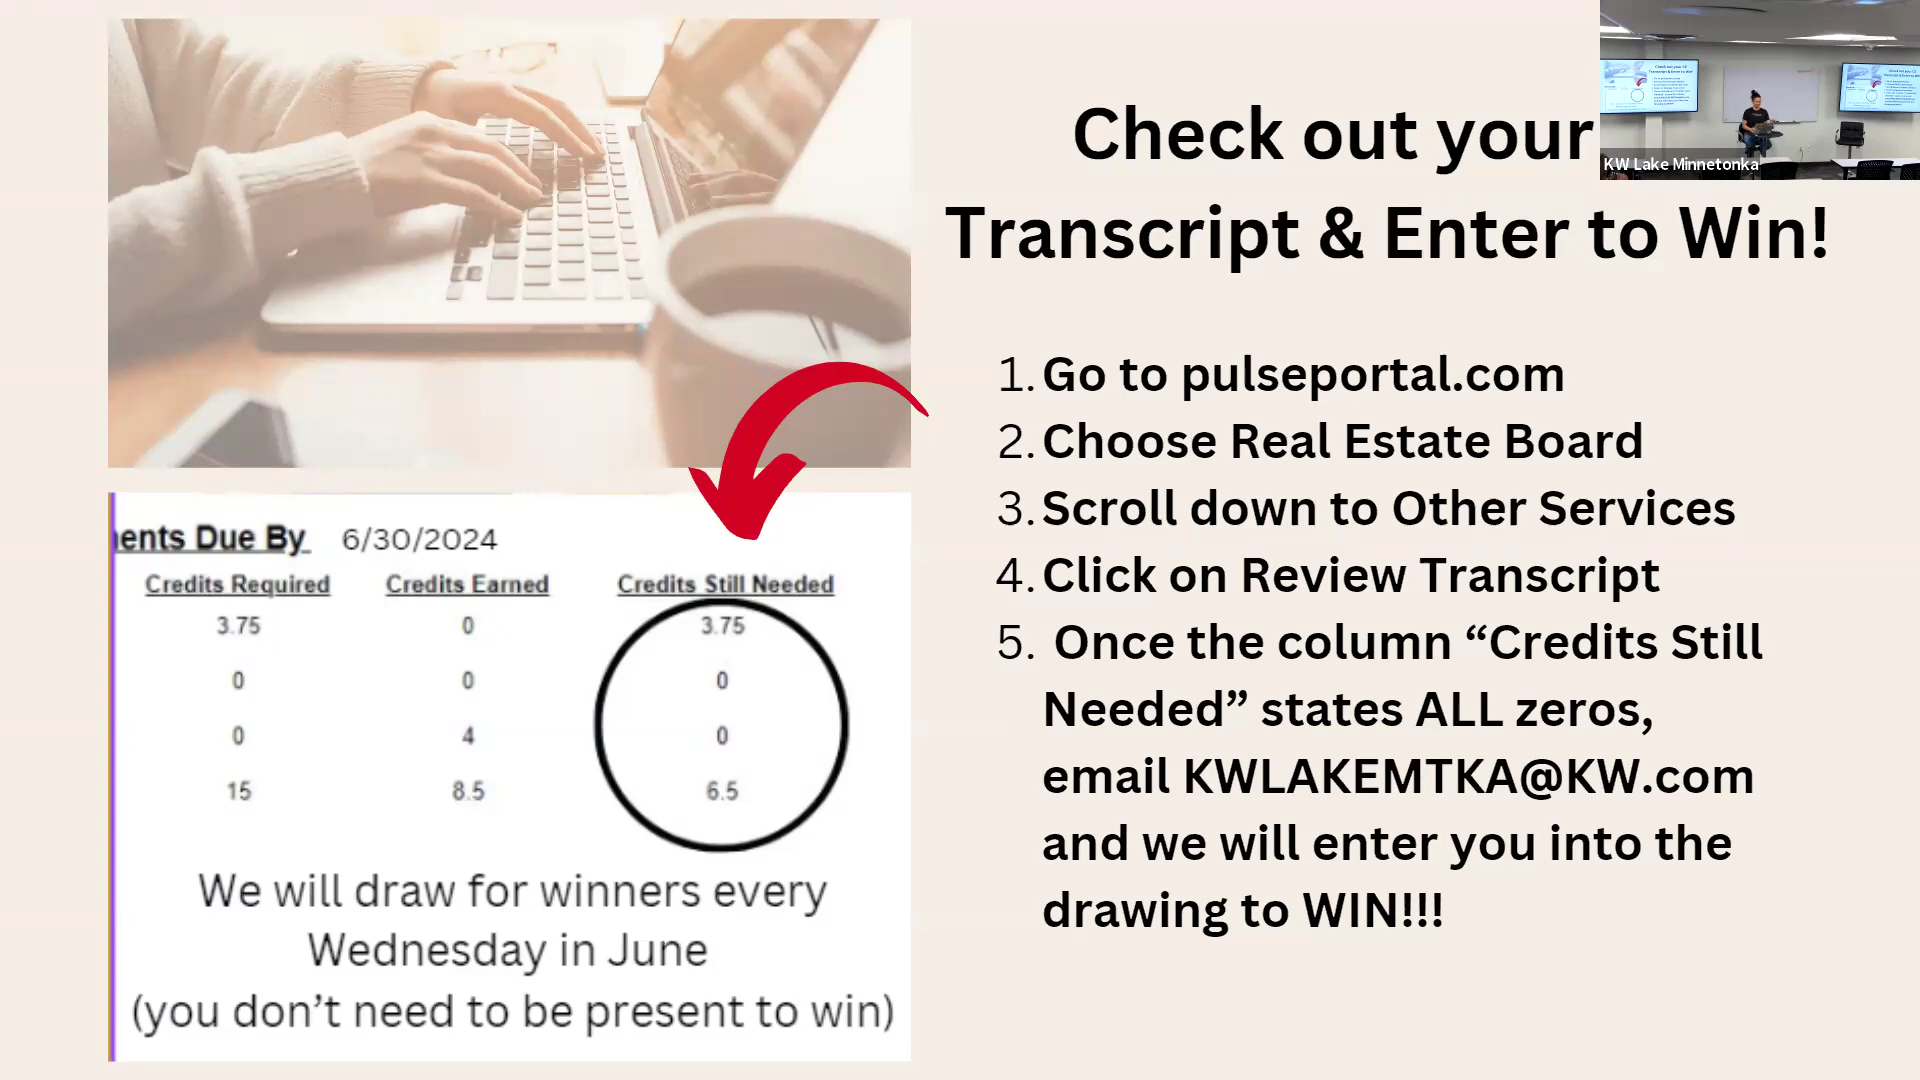 Check out your
Transcript & Enter to Win!
KW Lake Minnetonka
1. Go to pulseportal.com
2. Choose Real Estate Board
3. Scroll down to Other Services
4. Click on Review Transcript
5. Once the column “Credits Still
Needed” states ALL zeros,
email KWLAKEMTKA@KW.com
and we will enter you into the
drawing to WIN!!!
ents Due By 6/30/2024
Credits Required Credits Earned Credits Still Needed
3.75 0 3.75
0 0 0
0 4 0
15 8.5 6.5
We will draw for winners every
Wednesday in June
(you don’t need to be present to win)